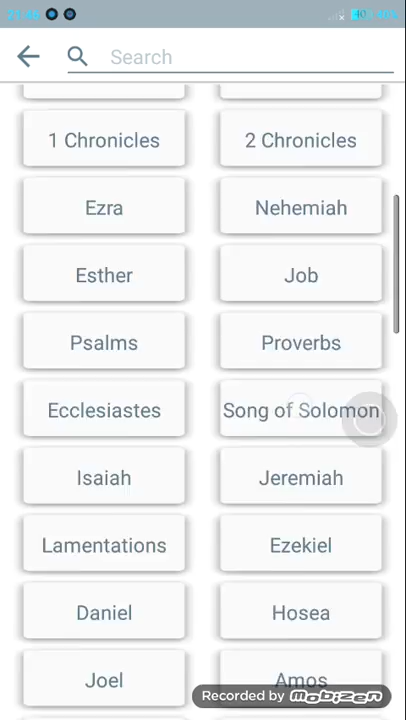 Search
1 Chronicles
2 Chronicles
Ezra
Nehemiah
Esther
Job
Psalms
Proverbs
Ecclesiastes
Song of Solomon
Isaiah
Jeremiah
Lamentations
Ezekiel
Daniel
Hosea
Joel
Amos
Recorded by mobizen